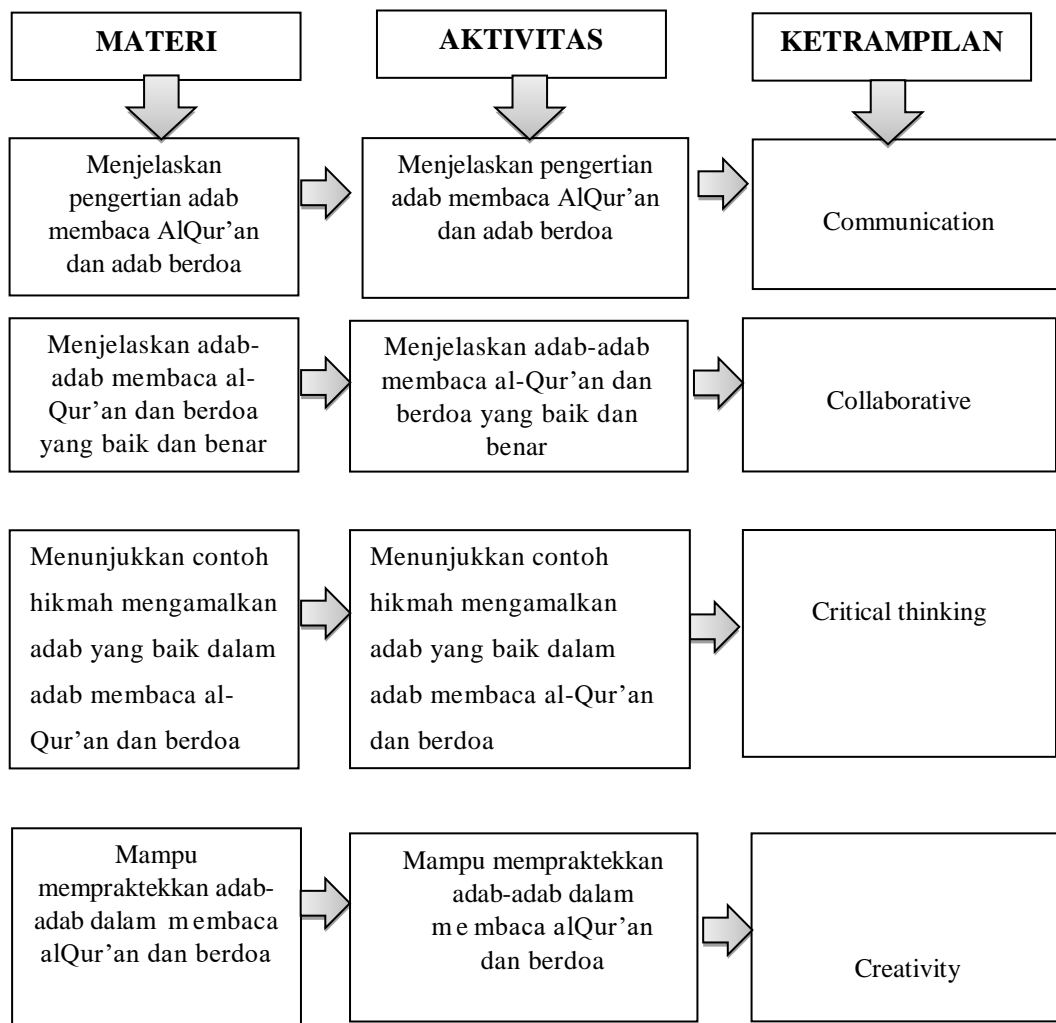 MATERI
AKTIVITAS
KETRAMPILAN
Menjelaskan
pengertian adab
membaca AlQur’an
dan adab berdoa
Menjelaskan pengertian
adab membaca AlQur’an
dan adab berdoa
Communication
Menjelaskan adab-
adab membaca al-
Qur’an dan berdoa
yang baik dan benar
Menjelaskan adab-adab
membaca al-Qur’an dan
berdoa yang baik dan
benar
Collaborative
Menunjukkan contoh
hikmah mengamalkan
adab yang baik dalam
adab membaca al-
Qur’an dan berdoa
Menunjukkan contoh
hikmah mengamalkan
adab yang baik dalam
adab membaca al-Qur’an
dan berdoa
Critical thinking
Mampu
mempraktekkan adab-
adab dalam membaca
alQur’an dan berdoa
Mampu mempraktekkan
adab-adab dalam
membaca alQur’an
dan berdoa
Creativity